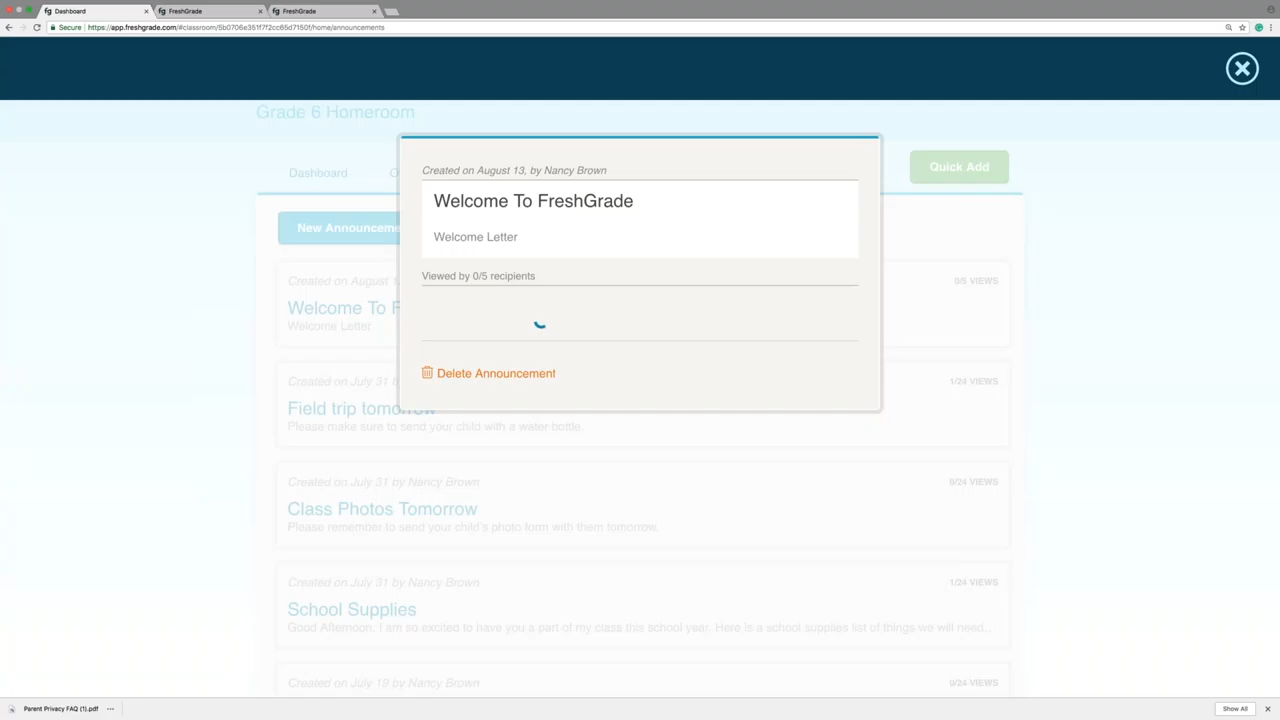 fg Dashboard
fg FreshGrade
fg FreshGrade
Secure https://app.freshgrade.com/#classroom/5b0706e351f7f2cc65d7150f/home/announcements
Grade 6 Homeroom
Dashboard O
Quick Add
New Announceme
Created on August 13, by Nancy Brown
Welcome To FreshGrade
Welcome Letter
Viewed by 0/5 recipients
Delete Announcement
Created on August 1
0/5 VIEWS
Welcome To F
Welcome Letter
Created on July 31 b
1/24 VIEWS
Field trip tomorrow
Please make sure to send your child with a water bottle.
Created on July 31 by Nancy Brown
0/24 VIEWS
Class Photos Tomorrow
Please remember to send your child's photo form with them tomorrow.
Created on July 31 by Nancy Brown
1/24 VIEWS
School Supplies
Good Afternoon, I am so excited to have you a part of my class this school year. Here is a school supplies list of things we will need...
Created on July 19 by Nancy Brown
0/24 VIEWS
Parent Privacy FAQ (1).pdf
Show All